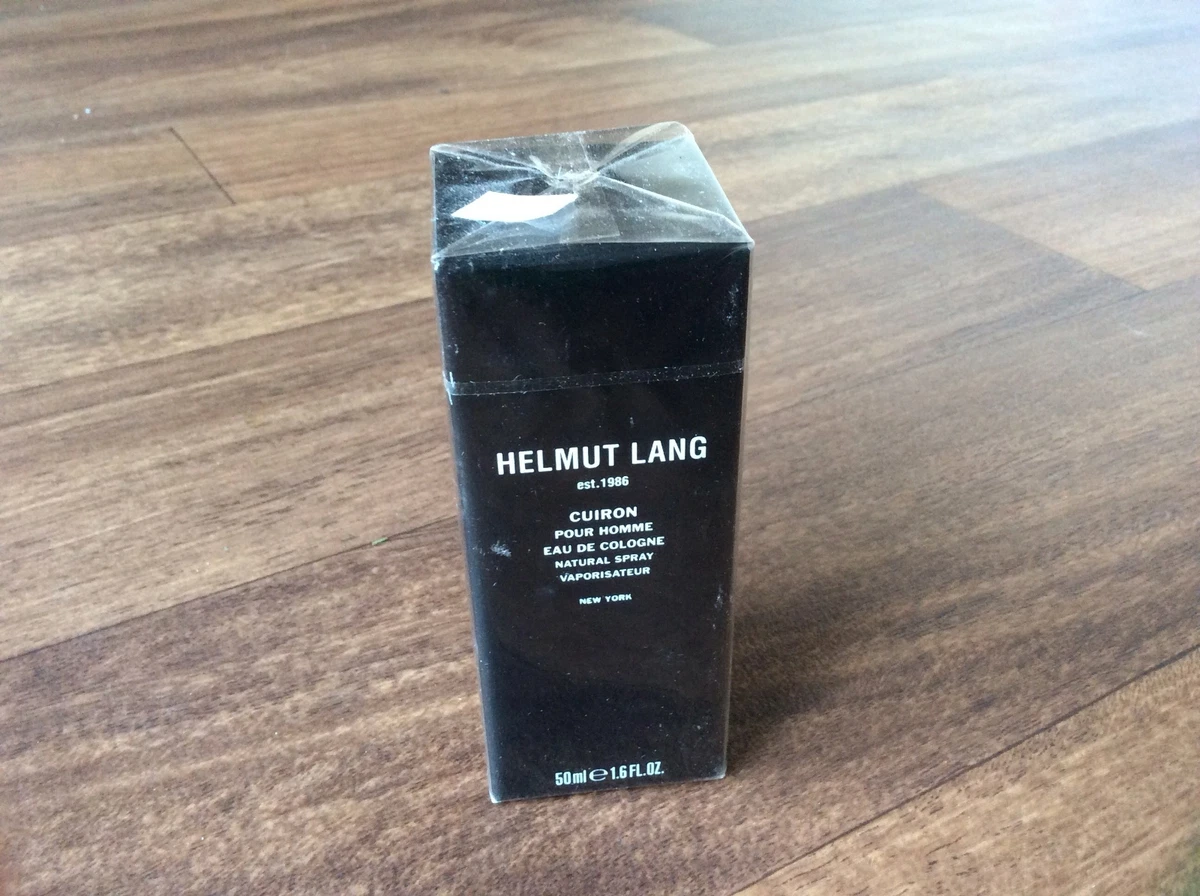 HELMUT LANG
est.1986
CUIRON
POUR HOMME
EAU DE COLOGNE
NATURAL SPRAY
VAPORISATEUR
NEW YORK
50ml ℮ 1.6 FL.OZ.